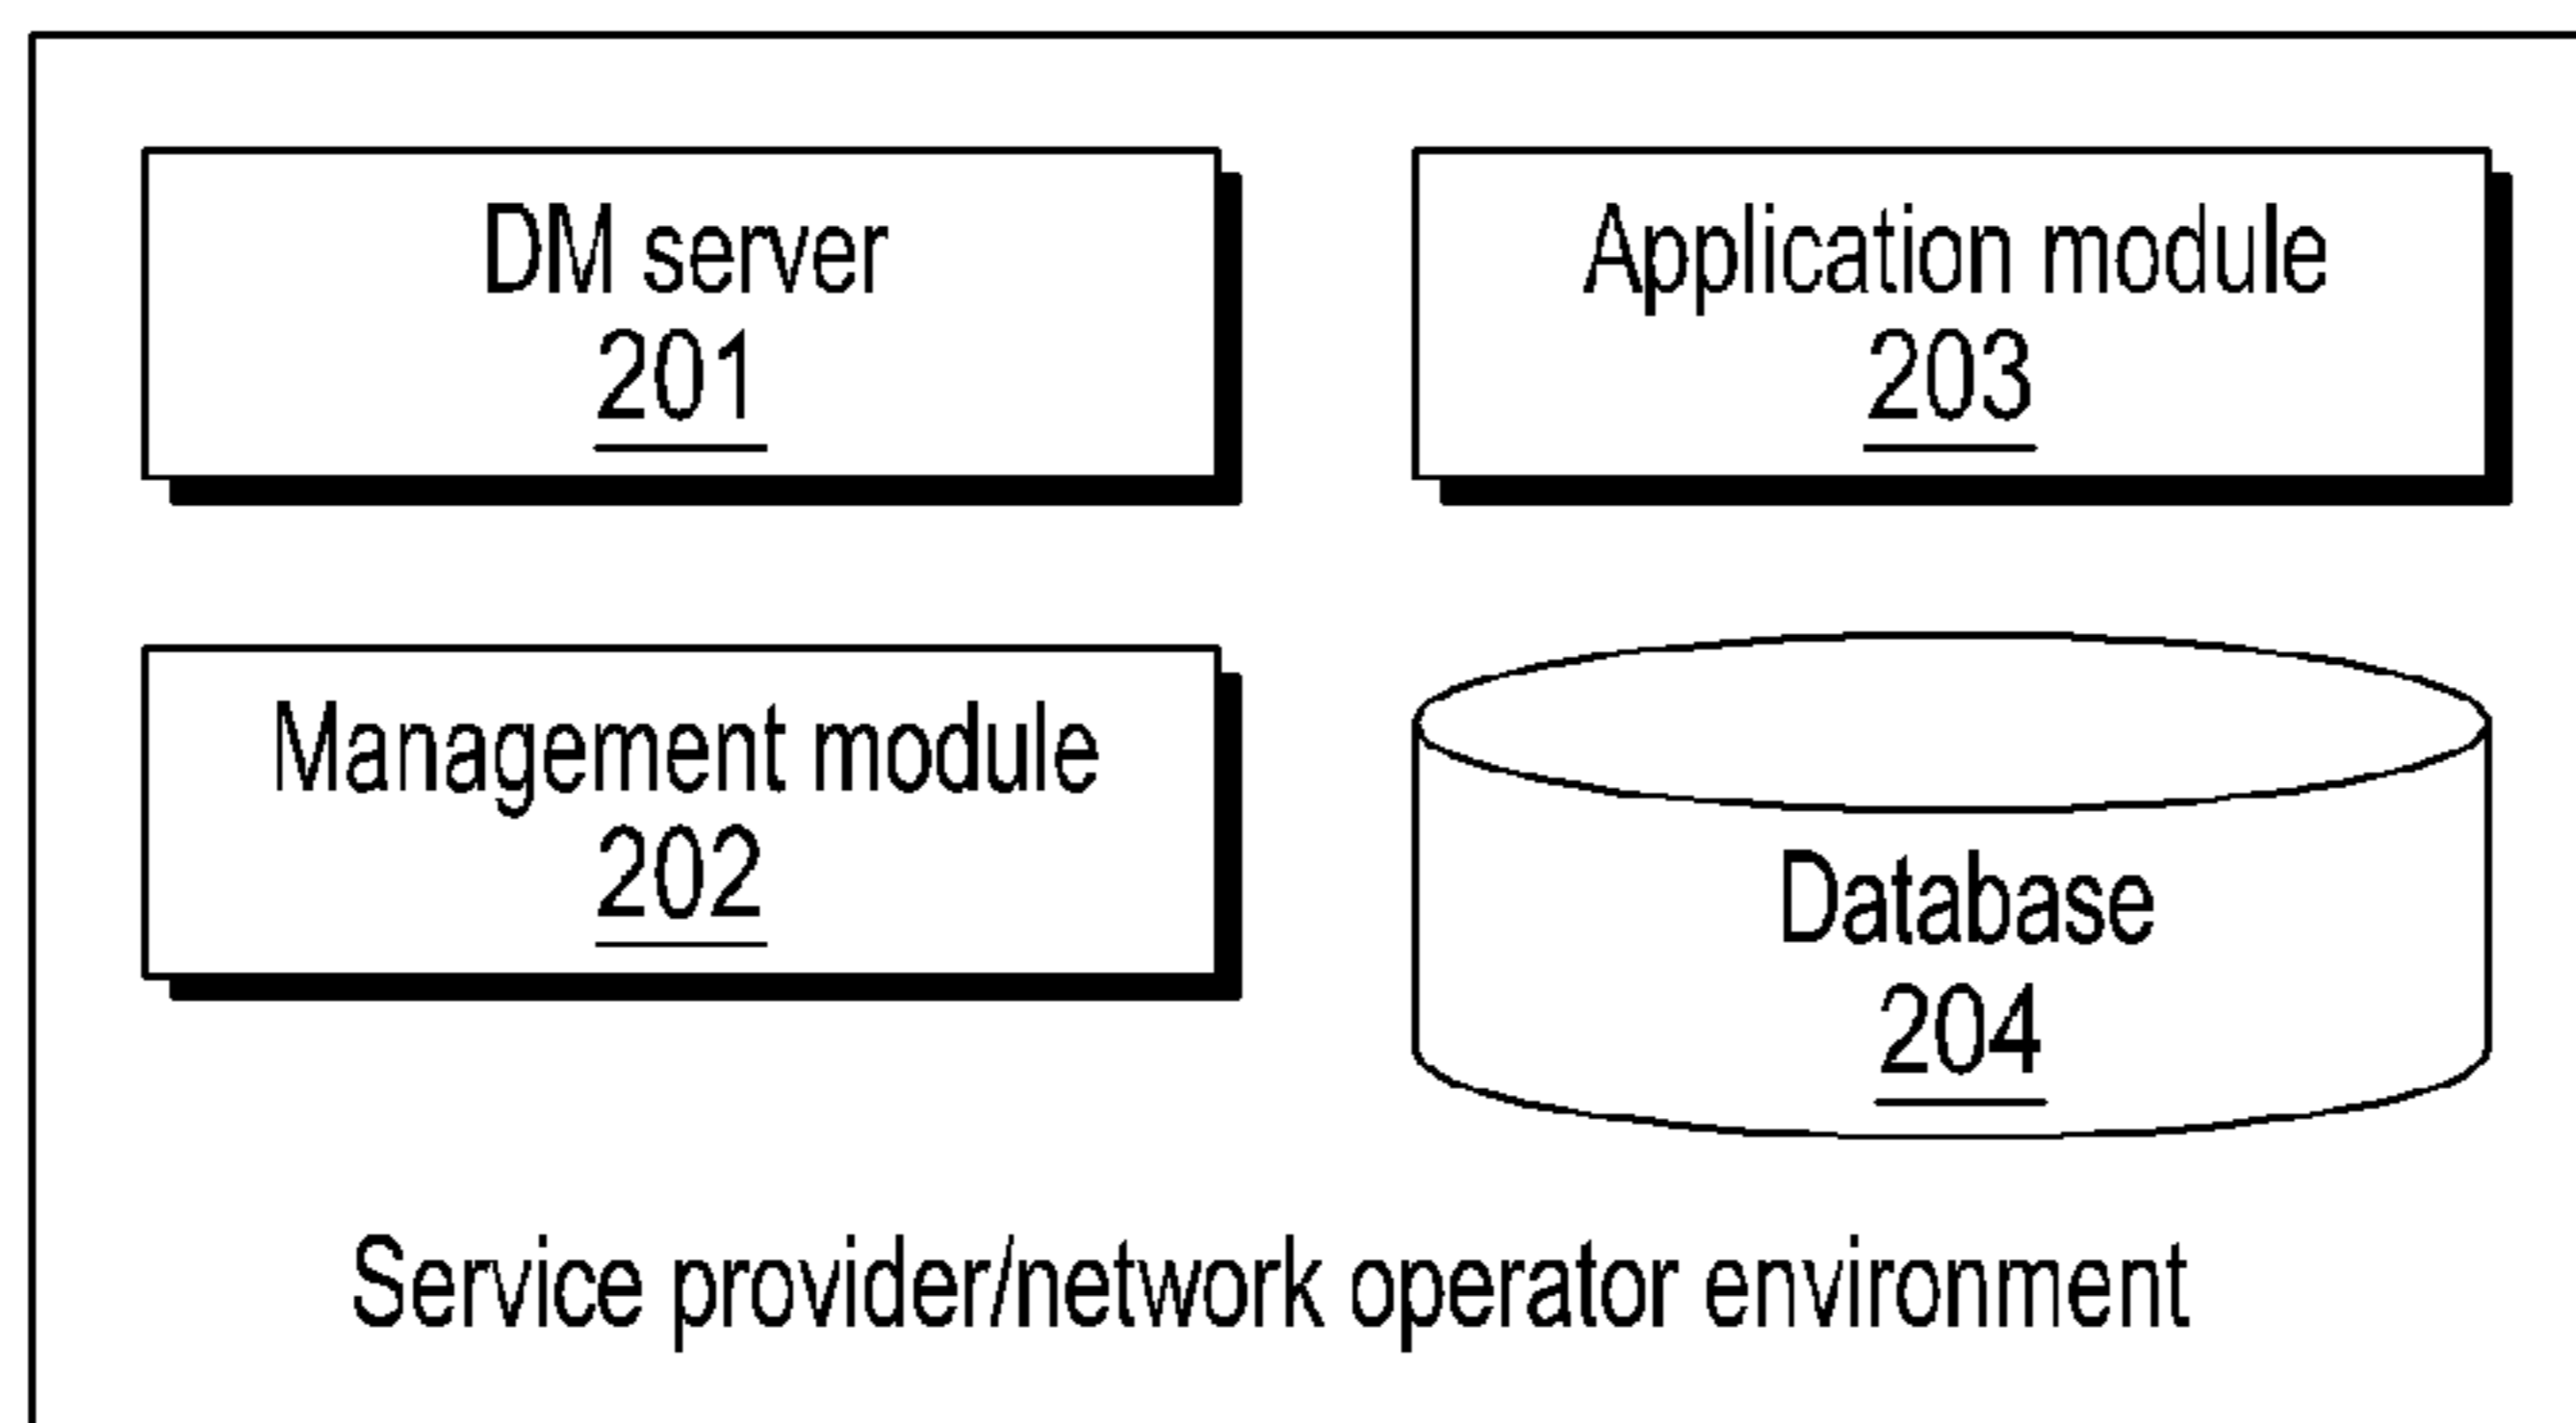 DM server
201
Application module
203
Management module
202
Database
204
Service provider/network operator environment